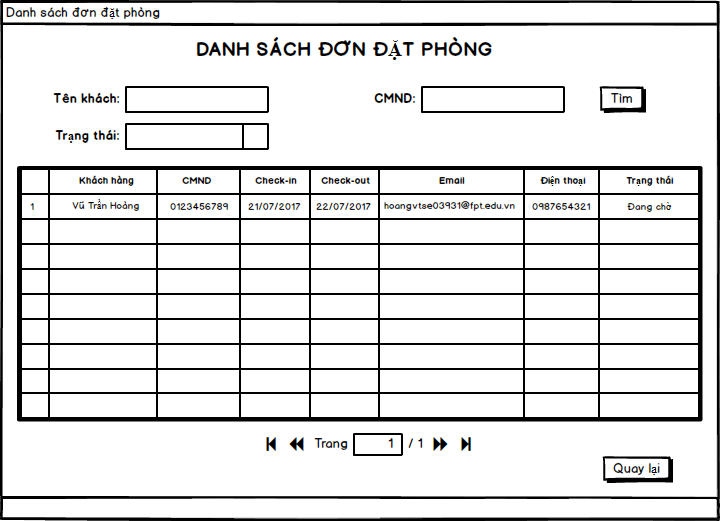 Danh sách đơn đặt phòng
DANH SÁCH ĐƠN ĐẶT PHÒNG
Tên khách: CMND: Tìm
Trạng thái:
Khách hàng CMND Check-in Check-out Email Điện thoại Trạng thái
1 Vũ Trần Hoàng 0123456789 21/07/2017 22/07/2017 hoangvtse03931@fpt.edu.vn 0987654321 Đang chờ
Trang 1 / 1
Quay lại